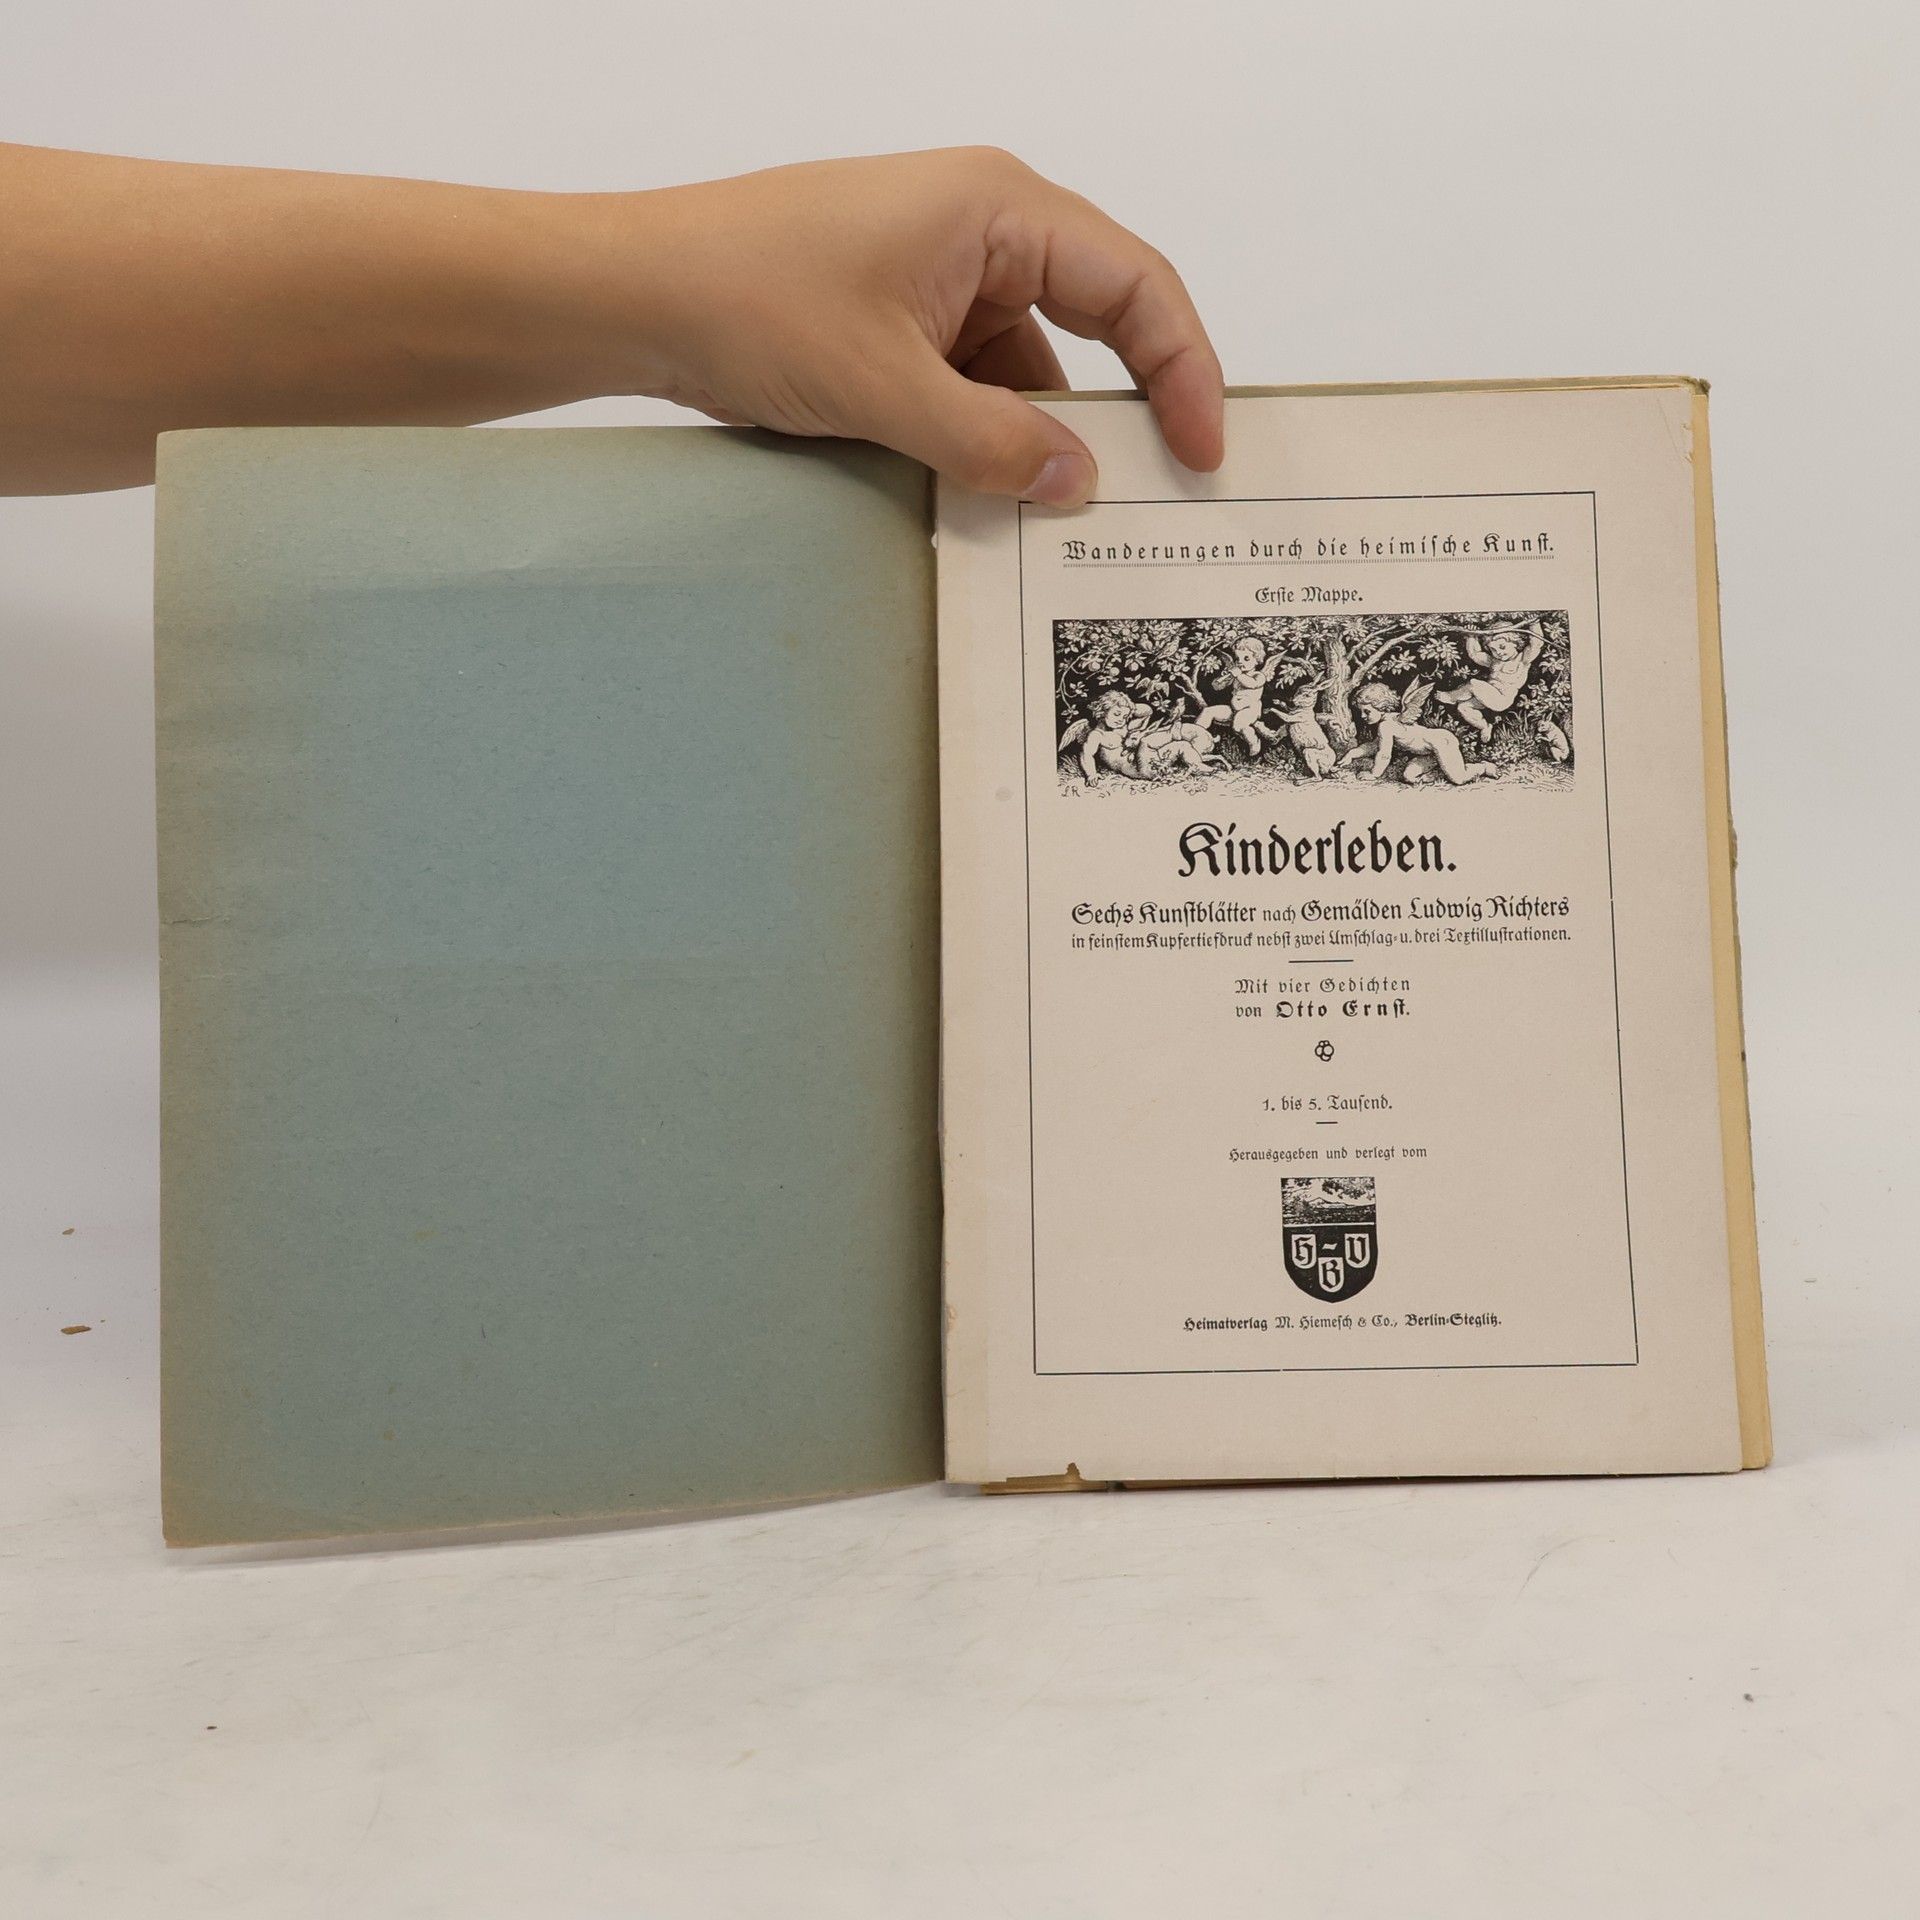 Wanderungen durch die heimische Kunst.
Erste Mappe.
LR
Kinderleben.
Sechs Kunstblätter nach Gemälden Ludwig Richters
in feinstem Kupfertiefdruck nebst zwei Umschlag- u. drei Textillustrationen.
Mit vier Gedichten
von Otto Ernst.
1. bis 5. Tausend.
Herausgegeben und verlegt vom
H-V
B
Heimatverlag M. Hiemesch & Co., Berlin-Steglitz.